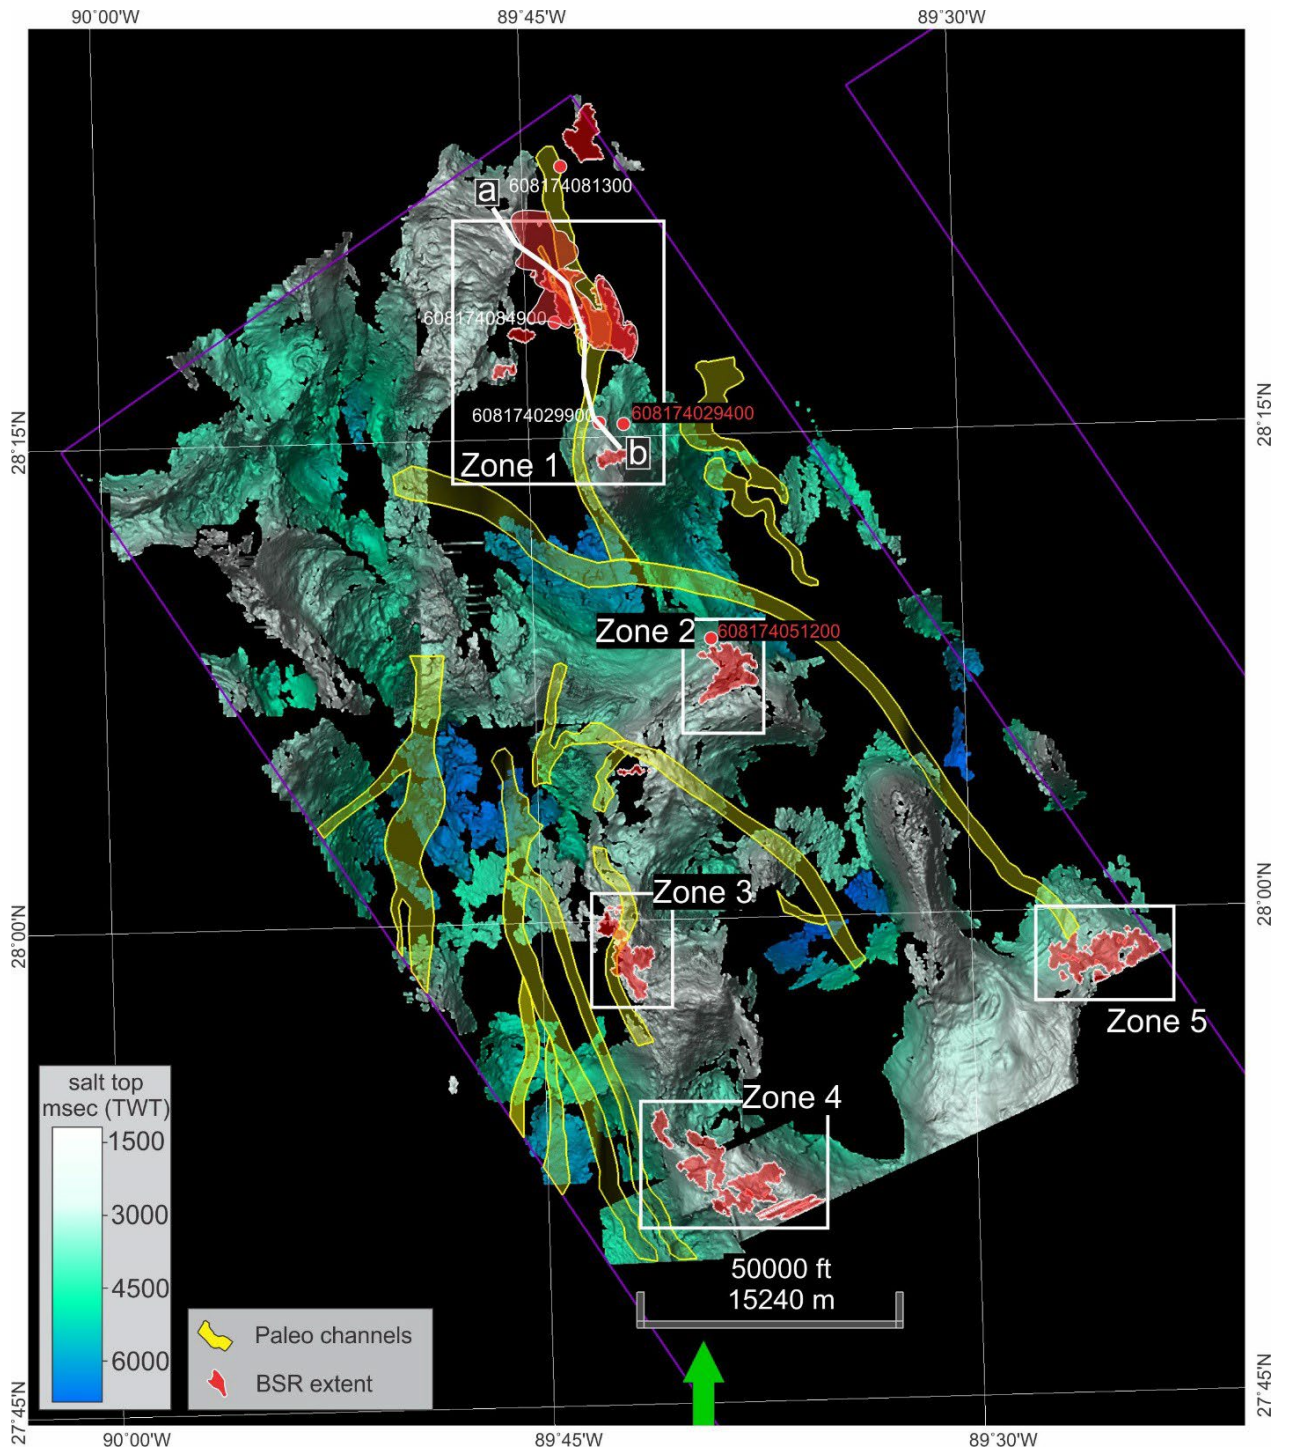 90°00'W
89°45'W
89°30'W
608174081300
a
608174084900
608174029900
608174029400
28°15'N
28°15'N
b
Zone 1
Zone 2
608174051200
Zone 3
28°00'N
28°00'N
Zone 5
Zone 4
salt top
msec (TWT)
1500
3000
4500
6000
50000 ft
15240 m
Paleo channels
BSR extent
27°45'N
27°45'N
90°00'W
89°45'W
89°30'W